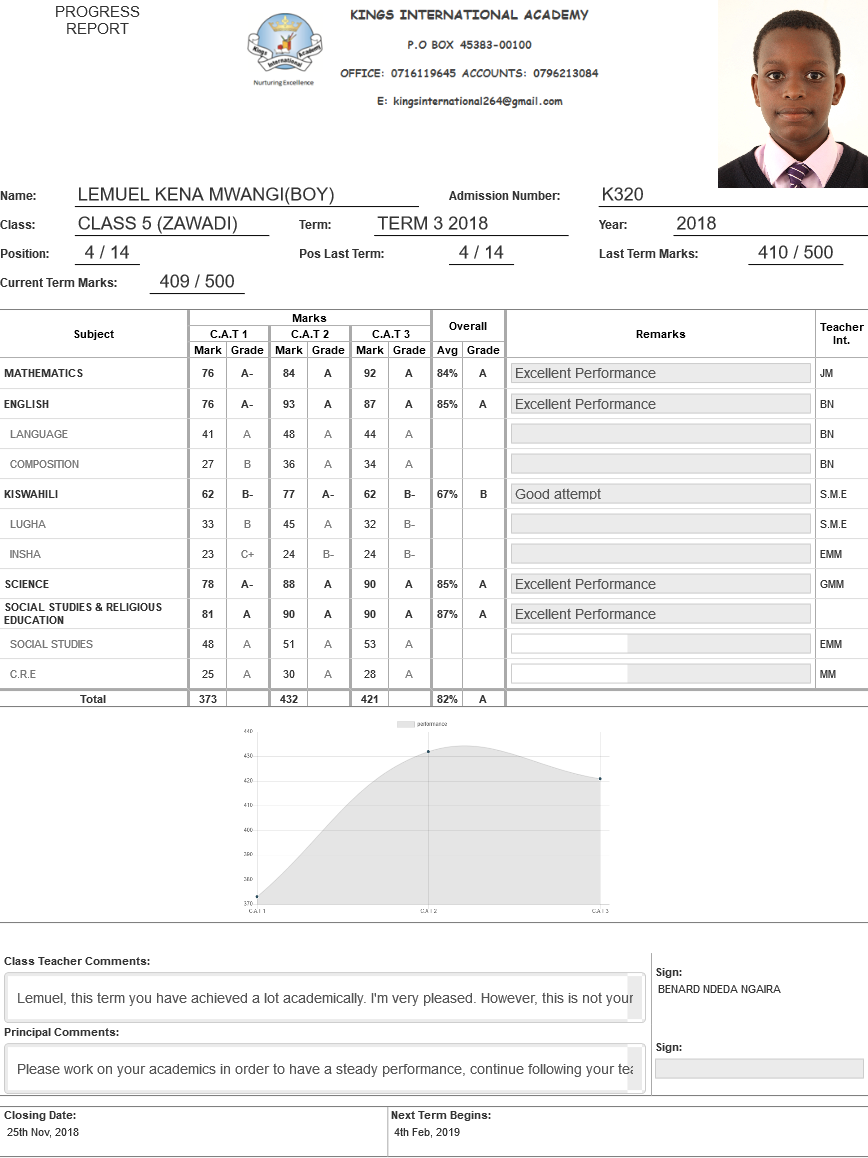 PROGRESS
REPORT
KINGS INTERNATIONAL ACADEMY
P.O BOX 45383-00100
OFFICE: 0716119645 ACCOUNTS: 0796213084
E: kingsinternational264@gmail.com
Kings Academy
International
Nurturing Excellence
Name: LEMUEL KENA MWANGI(BOY) Admission Number: K320
Class: CLASS 5 (ZAWADI) Term: TERM 3 2018 Year: 2018
Position: 4 / 14 Pos Last Term: 4 / 14 Last Term Marks: 410 / 500
Current Term Marks: 409 / 500
Subject Marks Overall Remarks Teacher Int.
C.A.T 1 C.A.T 2 C.A.T 3
Mark Grade Mark Grade Mark Grade Avg Grade
MATHEMATICS 76 A- 84 A 92 A 84% A Excellent Performance JM
ENGLISH 76 A- 93 A 87 A 85% A Excellent Performance BN
LANGUAGE 41 A 48 A 44 A BN
COMPOSITION 27 B 36 A 34 A BN
KISWAHILI 62 B- 77 A- 62 B- 67% B Good attempt S.M.E
LUGHA 33 B 45 A 32 B- S.M.E
INSHA 23 C+ 24 B- 24 B- EMM
SCIENCE 78 A- 88 A 90 A 85% A Excellent Performance GMM
SOCIAL STUDIES & RELIGIOUS
EDUCATION 81 A 90 A 90 A 87% A Excellent Performance
SOCIAL STUDIES 48 A 51 A 53 A EMM
C.R.E 25 A 30 A 28 A MM
Total 373 432 421 82% A
performance
440
430
420
410
400
390
380
370
C.A.T 1 C.A.T 2 C.A.T 3
Class Teacher Comments:
Lemuel, this term you have achieved a lot academically. I'm very pleased. However, this is not your
Sign:
BENARD NDEDA NGAIRA
Principal Comments:
Please work on your academics in order to have a steady performance, continue following your tea
Sign:
Closing Date:
25th Nov, 2018
Next Term Begins:
4th Feb, 2019